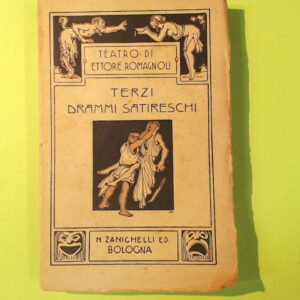 TEATRO · DI
ETTORE ROMAGNOLI
TERZI
DRAMMI SATIRESCHI
N. ZANICHELLI ED.
BOLOGNA